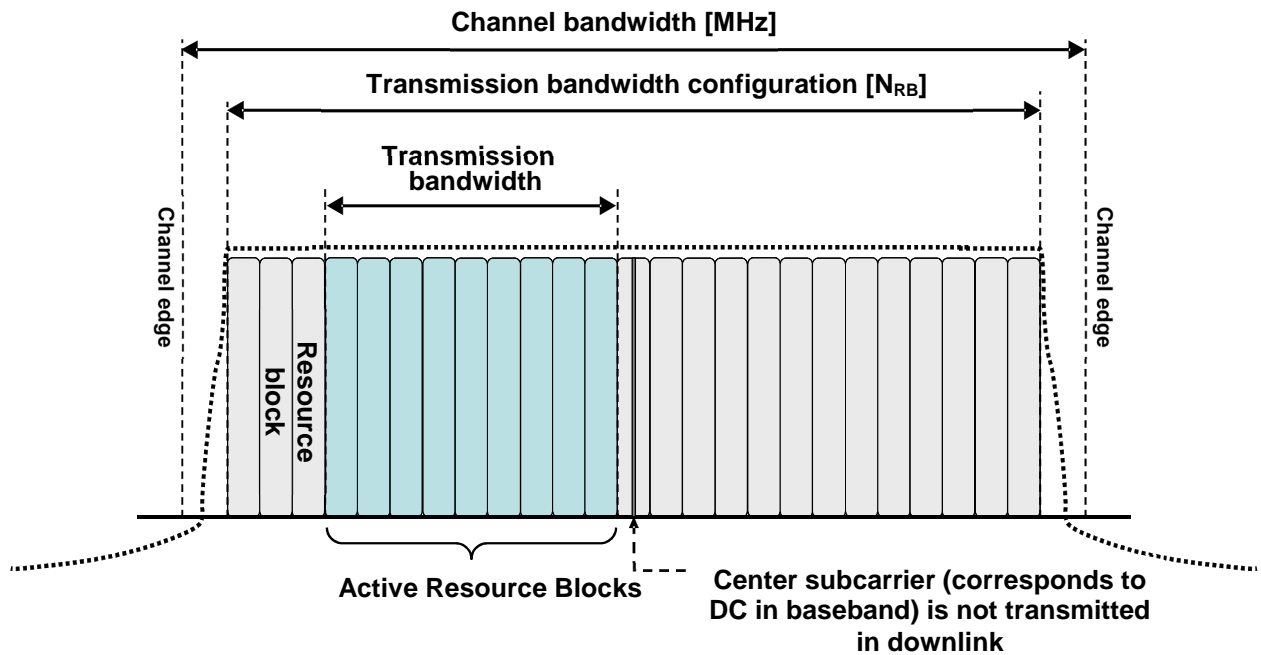 Channel bandwidth [MHz]
Transmission bandwidth configuration [NRB]
Transmission
bandwidth
Channel edge
Channel edge
Resource
block
Active Resource Blocks
Center subcarrier (corresponds to
DC in baseband) is not transmitted
in downlink